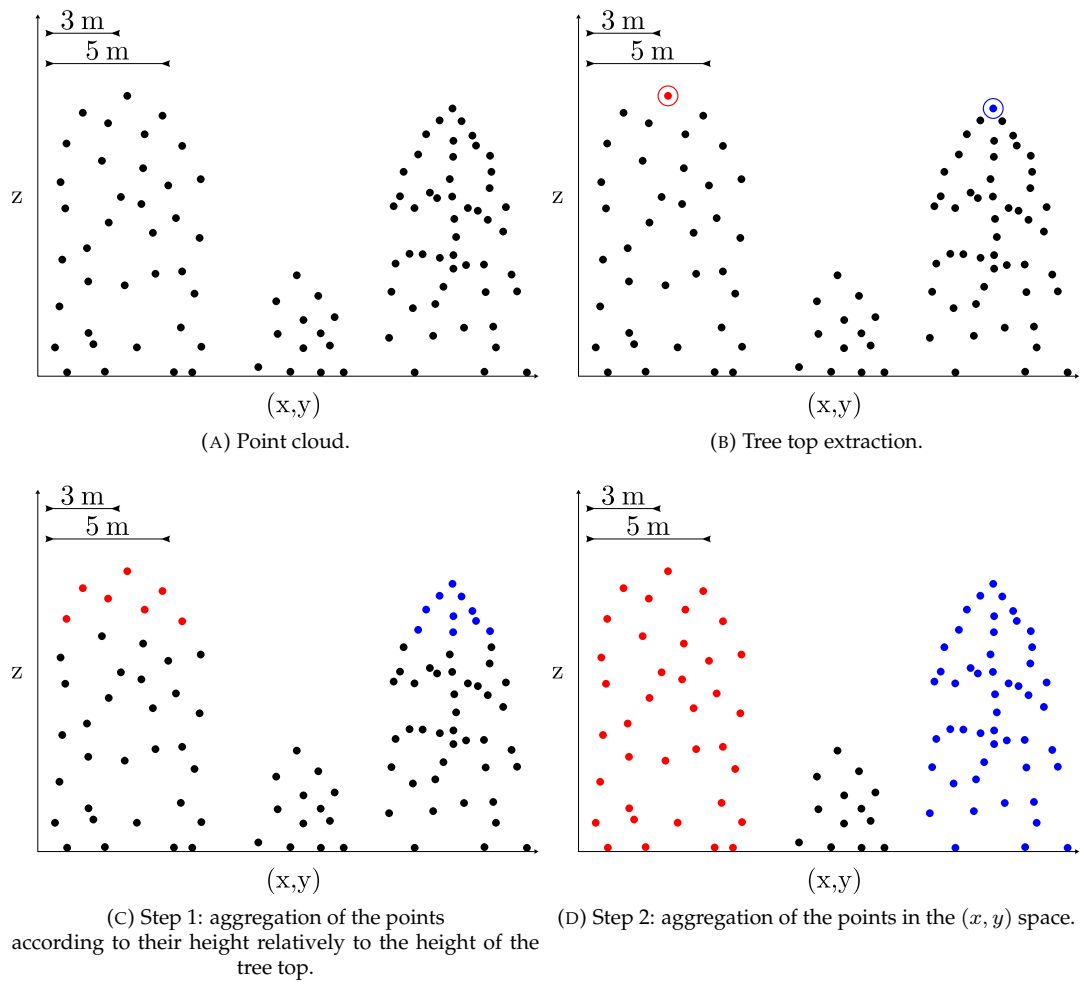 3 m
5 m
z
(x,y)
(A) Point cloud.
3 m
5 m
z
(x,y)
(B) Tree top extraction.
3 m
5 m
z
(x,y)
(C) Step 1: aggregation of the points
according to their height relatively to the height of the
tree top.
3 m
5 m
z
(x,y)
(D) Step 2: aggregation of the points in the (x, y) space.